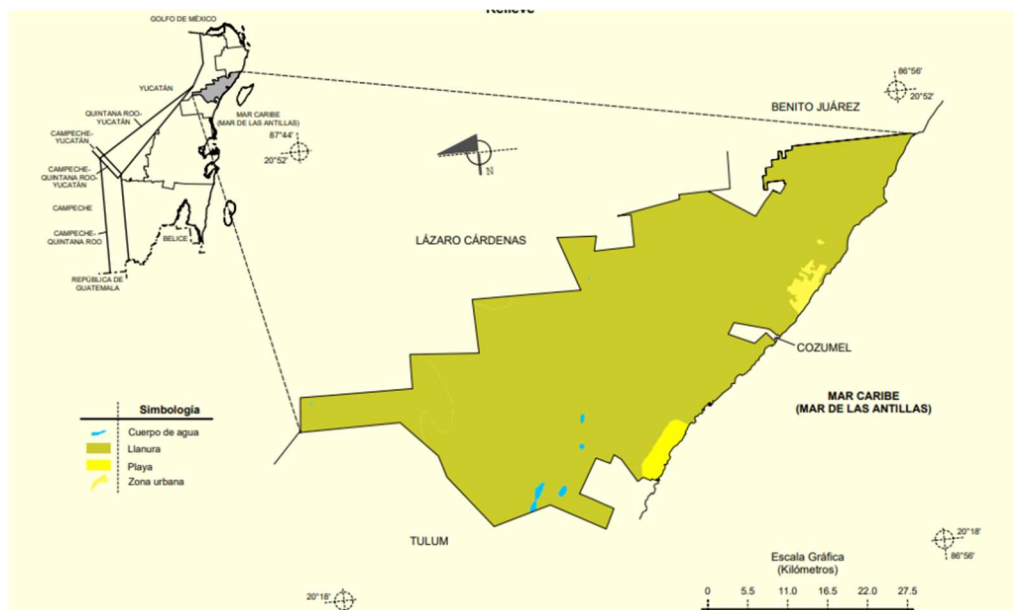 Relieve
GOLFO DE MÉXICO
YUCATÁN
QUINTANA ROO-
YUCATÁN
CAMPECHE-
YUCATÁN
CAMPECHE-
QUINTANA ROO-
YUCATÁN
CAMPECHE
CAMPECHE-
QUINTANA ROO
REPÚBLICA DE
GUATEMALA
BELICE
MAR CARIBE
(MAR DE LAS ANTILLAS)
87°44'
20°52'
N
86°56'
20°52'
BENITO JUÁREZ
LÁZARO CÁRDENAS
COZUMEL
MAR CARIBE
(MAR DE LAS ANTILLAS)
Simbología
Cuerpo de agua
Llanura
Playa
Zona urbana
TULUM
20°18'
20°18'
86°56'
Escala Gráfica
(Kilómetros)
0 5.5 11.0 16.5 22.0 27.5